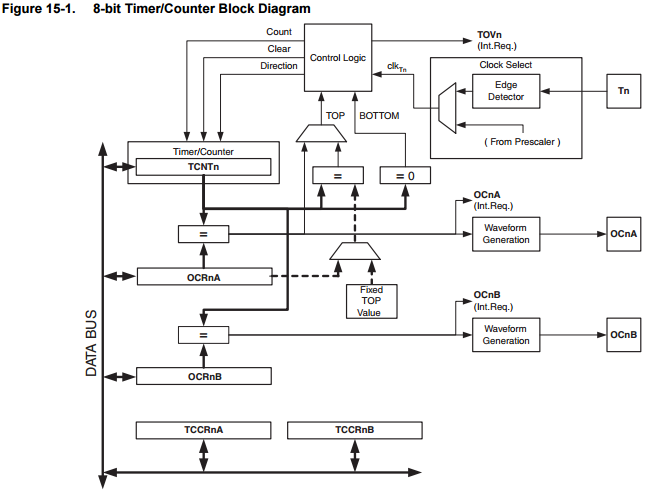 Figure 15-1. 8-bit Timer/Counter Block Diagram
Count
Clear
Direction
Control Logic
TOVn
(Int.Req.)
clkTn
Clock Select
Edge
Detector
Tn
( From Prescaler )
TOP
BOTTOM
Timer/Counter
TCNTn
=
= 0
OCnA
(Int.Req.)
=
Waveform
Generation
OCnA
OCRnA
Fixed
TOP
Value
OCnB
(Int.Req.)
=
Waveform
Generation
OCnB
OCRnB
DATA BUS
TCCRnA
TCCRnB